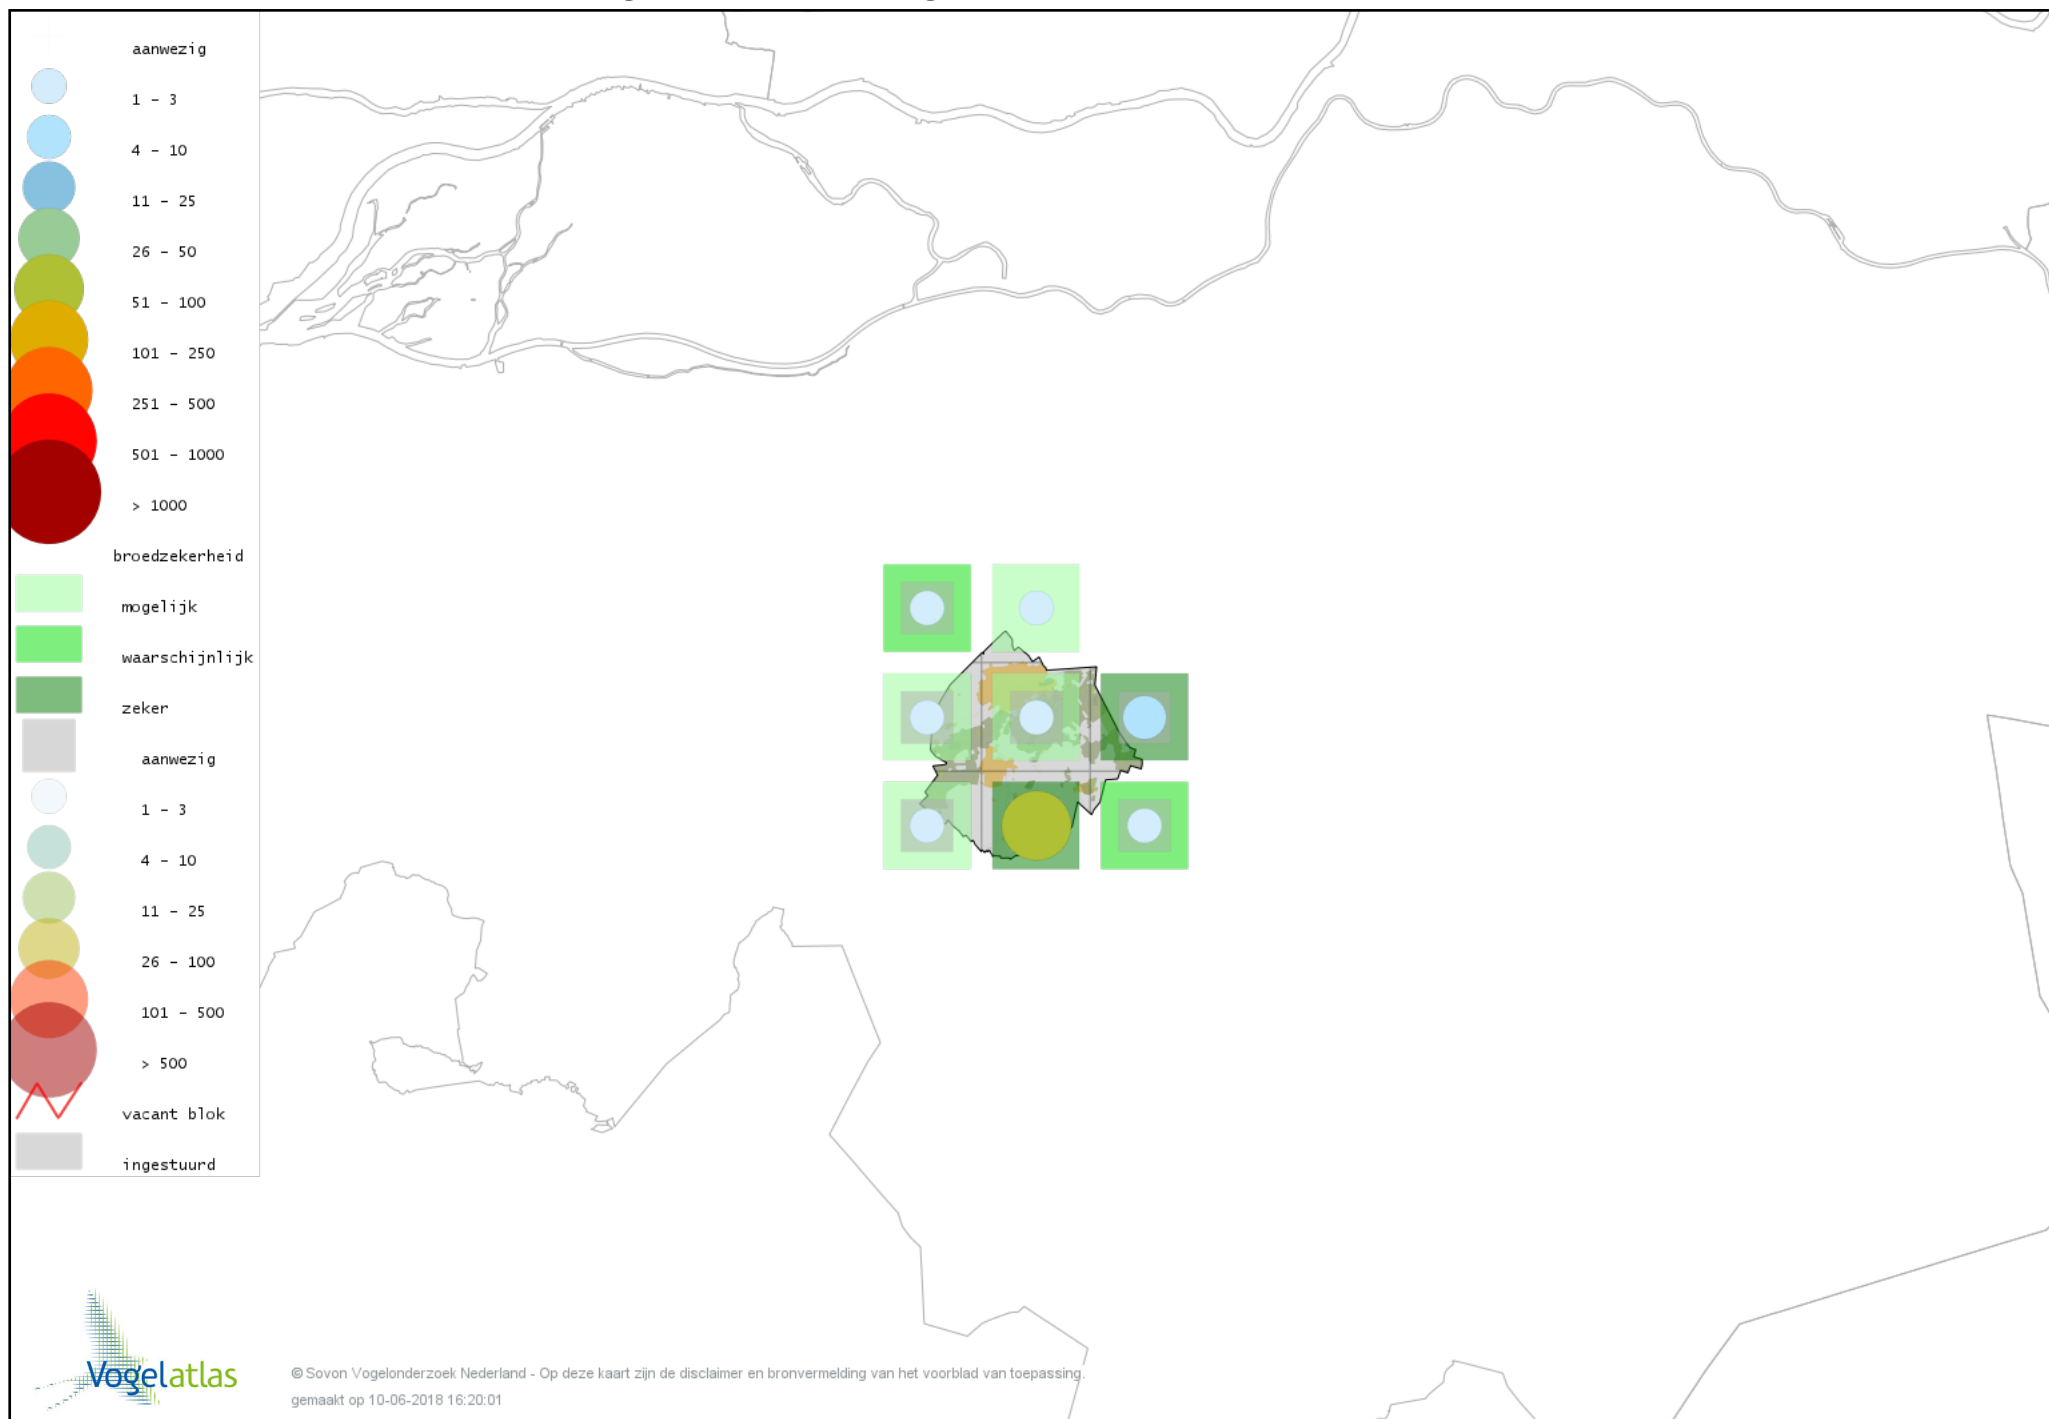 aanwezig
1 - 3
4 - 10
11 - 25
26 - 50
51 - 100
101 - 250
251 - 500
501 - 1000
> 1000
broedzekerheid
mogelijk
waarschijnlijk
zeker
aanwezig
1 - 3
4 - 10
11 - 25
26 - 100
101 - 500
> 500
vacant blok
ingestuurd
Vogelatlas
© Sovon Vogelonderzoek Nederland - Op deze kaart zijn de disclaimer en bronvermelding van het voorblad van toepassing.
gemaakt op 10-06-2018 16:20:01